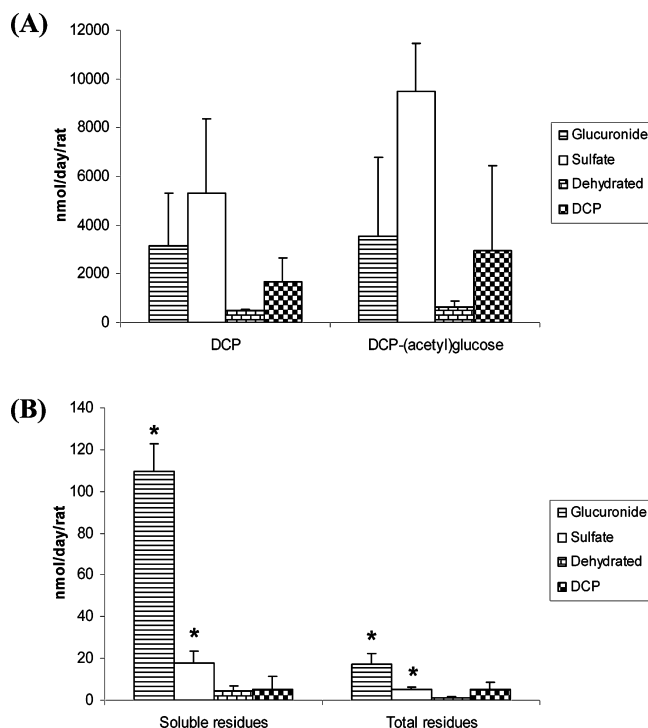 (A)
12000
10000
8000
6000
4000
2000
0
nmol/day/rat
DCP
DCP-(acetyl)glucose
Glucuronide
Sulfate
Dehydrated
DCP
(B)
140
120
100
80
60
40
20
0
nmol/day/rat
*
*
*
*
Soluble residues
Total residues
Glucuronide
Sulfate
Dehydrated
DCP